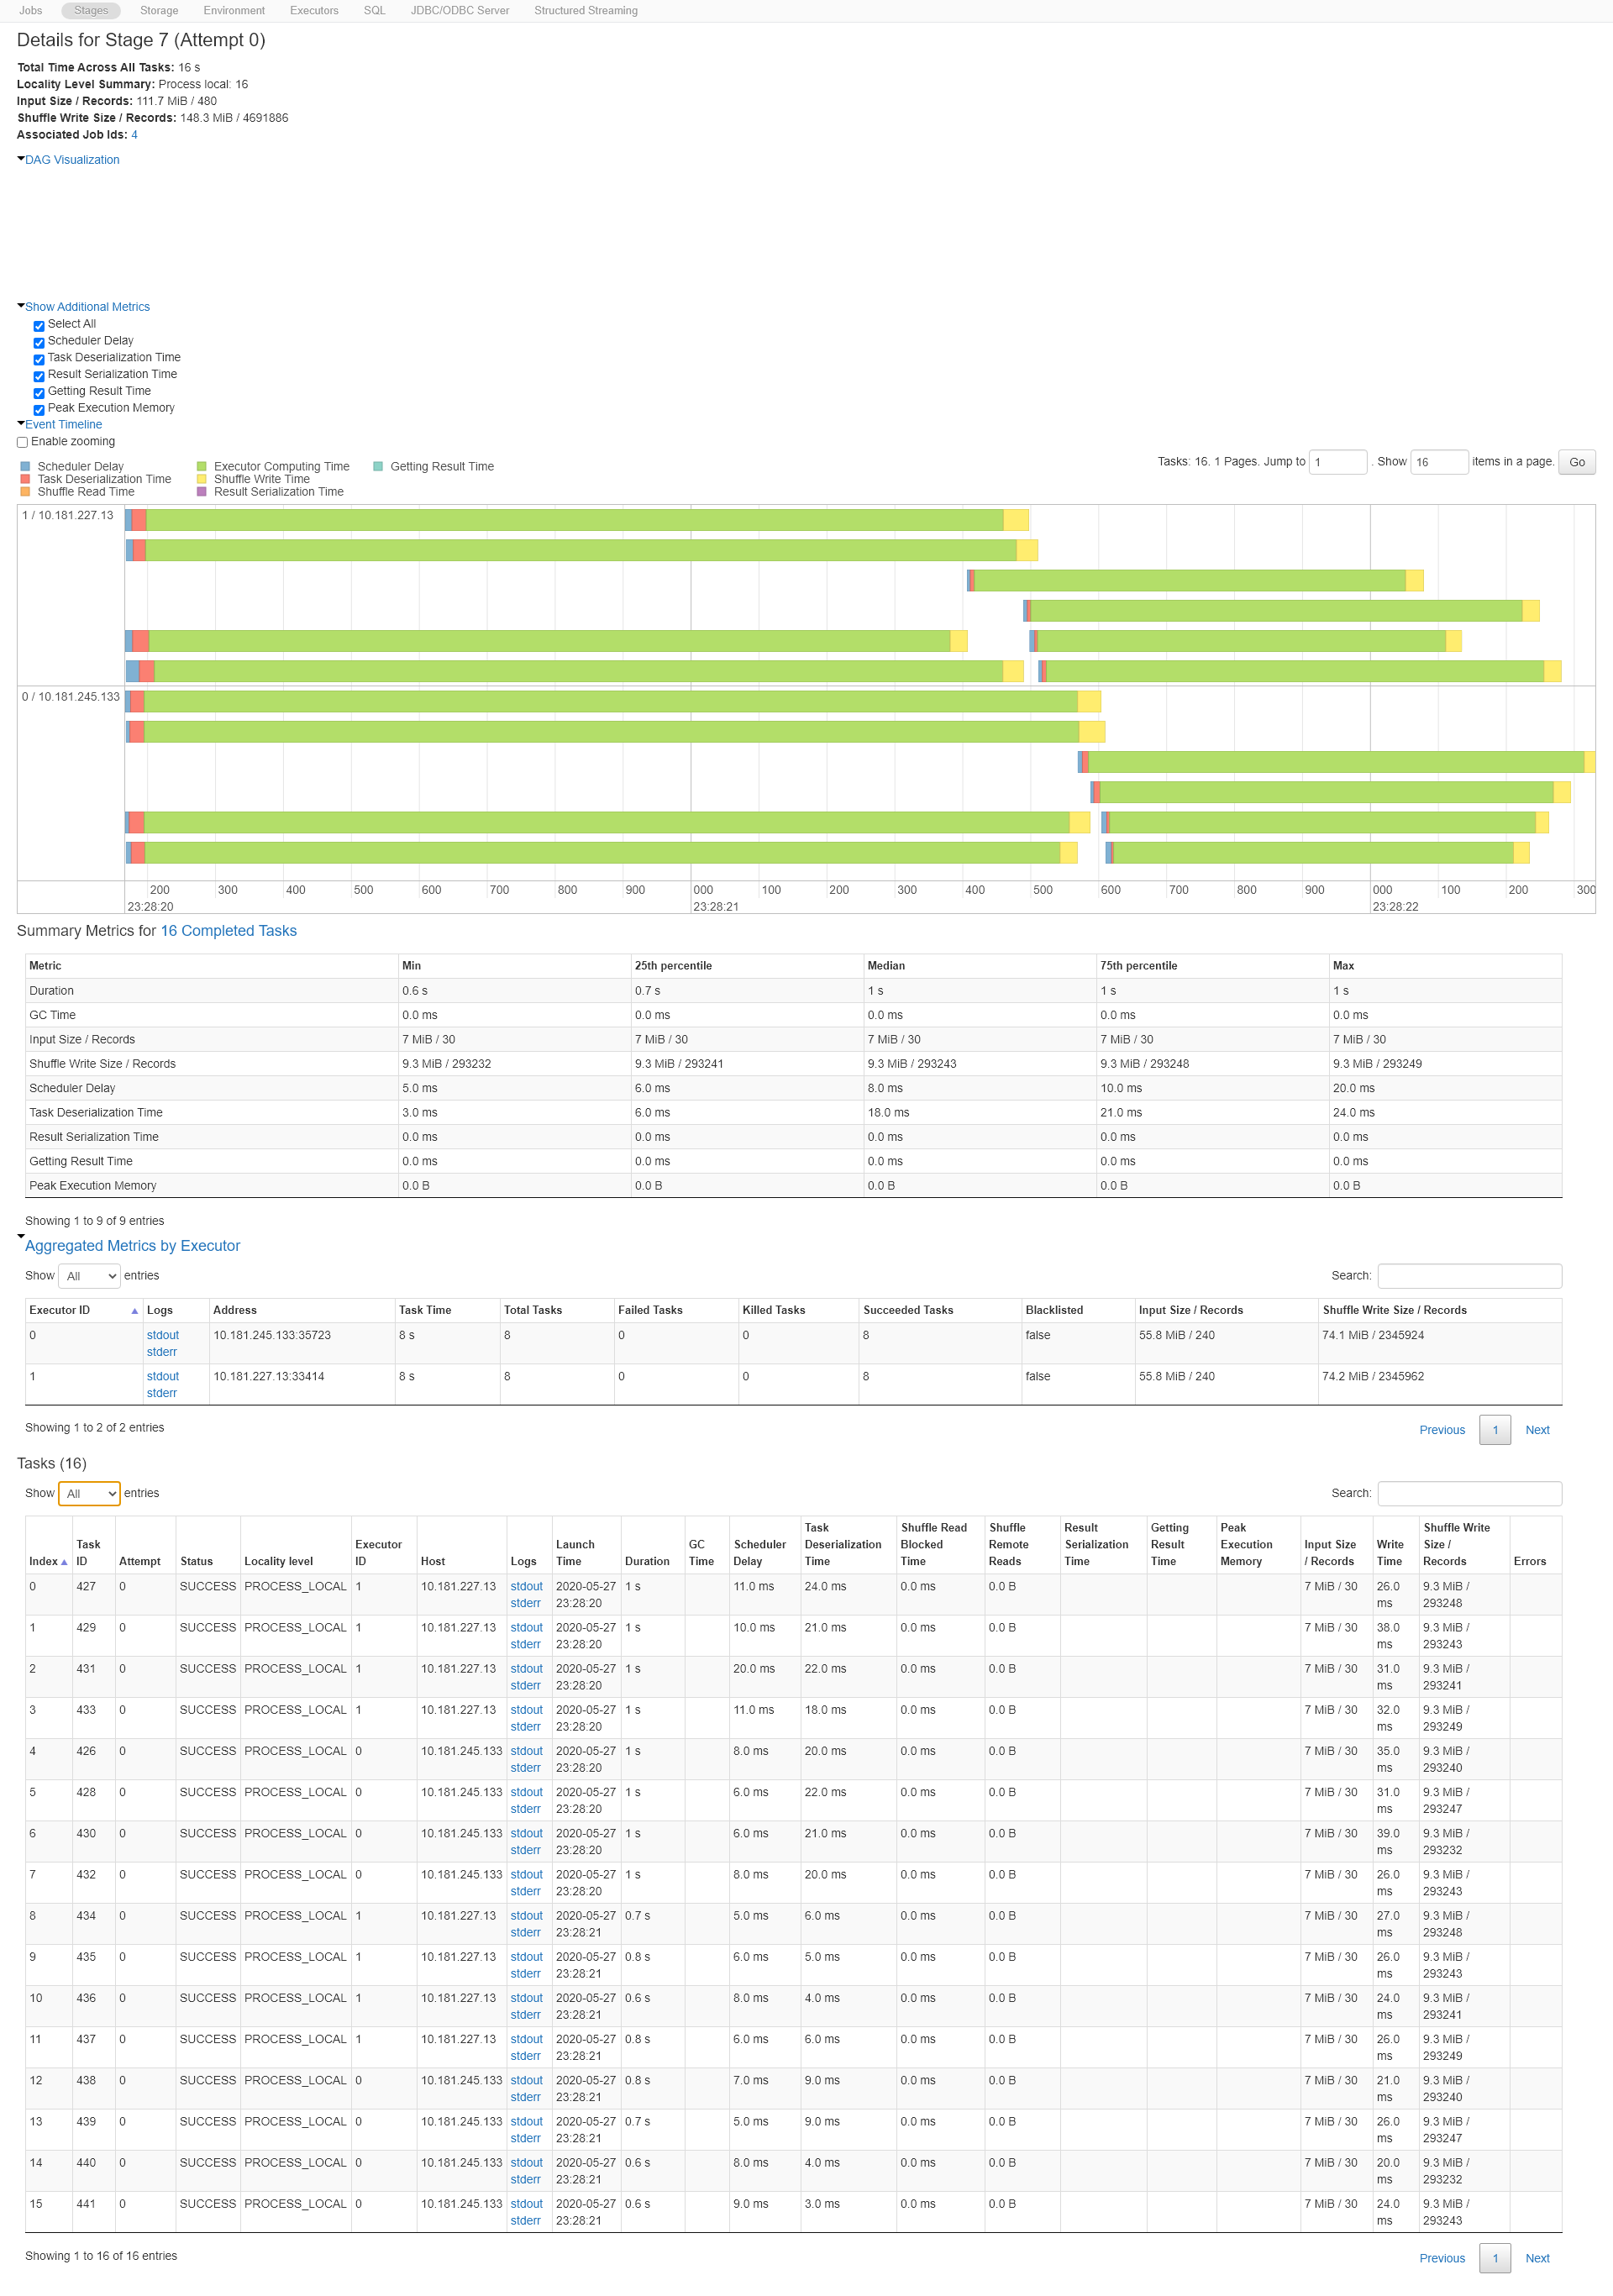 Jobs Stages Storage Environment Executors SQL JDBC/ODBC Server Structured Streaming
Details for Stage 7 (Attempt 0)
Total Time Across All Tasks: 16 s
Locality Level Summary: Process local: 16
Input Size / Records: 111.7 MiB / 480
Shuffle Write Size / Records: 148.3 MiB / 4691886
Associated Job Ids: 4
DAG Visualization
Show Additional Metrics
Select All
Scheduler Delay
Task Deserialization Time
Result Serialization Time
Getting Result Time
Peak Execution Memory
Event Timeline
Enable zooming
Scheduler Delay Executor Computing Time Getting Result Time
Task Deserialization Time Shuffle Write Time
Shuffle Read Time Result Serialization Time
Tasks: 16. 1 Pages. Jump to 1 . Show 16 items in a page. Go
1 / 10.181.227.13
0 / 10.181.245.133
200 300 400 500 600 700 800 900 000 100 200 300 400 500 600 700 800 900 000 100 200 300
23:28:20 23:28:21 23:28:22
Summary Metrics for 16 Completed Tasks
Metric Min 25th percentile Median 75th percentile Max
Duration 0.6 s 0.7 s 1 s 1 s 1 s
GC Time 0.0 ms 0.0 ms 0.0 ms 0.0 ms 0.0 ms
Input Size / Records 7 MiB / 30 7 MiB / 30 7 MiB / 30 7 MiB / 30 7 MiB / 30
Shuffle Write Size / Records 9.3 MiB / 293232 9.3 MiB / 293241 9.3 MiB / 293243 9.3 MiB / 293248 9.3 MiB / 293249
Scheduler Delay 5.0 ms 6.0 ms 8.0 ms 10.0 ms 20.0 ms
Task Deserialization Time 3.0 ms 6.0 ms 18.0 ms 21.0 ms 24.0 ms
Result Serialization Time 0.0 ms 0.0 ms 0.0 ms 0.0 ms 0.0 ms
Getting Result Time 0.0 ms 0.0 ms 0.0 ms 0.0 ms 0.0 ms
Peak Execution Memory 0.0 B 0.0 B 0.0 B 0.0 B 0.0 B
Showing 1 to 9 of 9 entries
Aggregated Metrics by Executor
Show All entries Search:
Executor ID Logs Address Task Time Total Tasks Failed Tasks Killed Tasks Succeeded Tasks Blacklisted Input Size / Records Shuffle Write Size / Records
0 stdout 10.181.245.133:35723 8 s 8 0 0 8 false 55.8 MiB / 240 74.1 MiB / 2345924
stderr
1 stdout 10.181.227.13:33414 8 s 8 0 0 8 false 55.8 MiB / 240 74.2 MiB / 2345962
stderr
Showing 1 to 2 of 2 entries Previous 1 Next
Tasks (16)
Show All entries Search:
Task Shuffle Read Shuffle Result Getting Peak Shuffle Write
Task Executor Launch GC Scheduler Deserialization Blocked Remote Serialization Result Execution Input Size Write Size /
Index ID Attempt Status Locality level ID Host Logs Time Duration Time Delay Time Time Reads Time Time Memory / Records Time Records Errors
0 427 0 SUCCESS PROCESS_LOCAL 1 10.181.227.13 stdout 2020-05-27 1 s 11.0 ms 24.0 ms 0.0 ms 0.0 B 7 MiB / 30 26.0 9.3 MiB /
stderr 23:28:20 ms 293248
1 429 0 SUCCESS PROCESS_LOCAL 1 10.181.227.13 stdout 2020-05-27 1 s 10.0 ms 21.0 ms 0.0 ms 0.0 B 7 MiB / 30 38.0 9.3 MiB /
stderr 23:28:20 ms 293243
2 431 0 SUCCESS PROCESS_LOCAL 1 10.181.227.13 stdout 2020-05-27 1 s 20.0 ms 22.0 ms 0.0 ms 0.0 B 7 MiB / 30 31.0 9.3 MiB /
stderr 23:28:20 ms 293241
3 433 0 SUCCESS PROCESS_LOCAL 1 10.181.227.13 stdout 2020-05-27 1 s 11.0 ms 18.0 ms 0.0 ms 0.0 B 7 MiB / 30 32.0 9.3 MiB /
stderr 23:28:20 ms 293249
4 426 0 SUCCESS PROCESS_LOCAL 0 10.181.245.133 stdout 2020-05-27 1 s 8.0 ms 20.0 ms 0.0 ms 0.0 B 7 MiB / 30 35.0 9.3 MiB /
stderr 23:28:20 ms 293240
5 428 0 SUCCESS PROCESS_LOCAL 0 10.181.245.133 stdout 2020-05-27 1 s 6.0 ms 22.0 ms 0.0 ms 0.0 B 7 MiB / 30 31.0 9.3 MiB /
stderr 23:28:20 ms 293247
6 430 0 SUCCESS PROCESS_LOCAL 0 10.181.245.133 stdout 2020-05-27 1 s 6.0 ms 21.0 ms 0.0 ms 0.0 B 7 MiB / 30 39.0 9.3 MiB /
stderr 23:28:20 ms 293232
7 432 0 SUCCESS PROCESS_LOCAL 0 10.181.245.133 stdout 2020-05-27 1 s 8.0 ms 20.0 ms 0.0 ms 0.0 B 7 MiB / 30 26.0 9.3 MiB /
stderr 23:28:20 ms 293243
8 434 0 SUCCESS PROCESS_LOCAL 1 10.181.227.13 stdout 2020-05-27 0.7 s 5.0 ms 6.0 ms 0.0 ms 0.0 B 7 MiB / 30 27.0 9.3 MiB /
stderr 23:28:21 ms 293248
9 435 0 SUCCESS PROCESS_LOCAL 1 10.181.227.13 stdout 2020-05-27 0.8 s 6.0 ms 5.0 ms 0.0 ms 0.0 B 7 MiB / 30 26.0 9.3 MiB /
stderr 23:28:21 ms 293243
10 436 0 SUCCESS PROCESS_LOCAL 1 10.181.227.13 stdout 2020-05-27 0.6 s 8.0 ms 4.0 ms 0.0 ms 0.0 B 7 MiB / 30 24.0 9.3 MiB /
stderr 23:28:21 ms 293241
11 437 0 SUCCESS PROCESS_LOCAL 1 10.181.227.13 stdout 2020-05-27 0.8 s 6.0 ms 6.0 ms 0.0 ms 0.0 B 7 MiB / 30 26.0 9.3 MiB /
stderr 23:28:21 ms 293249
12 438 0 SUCCESS PROCESS_LOCAL 0 10.181.245.133 stdout 2020-05-27 0.8 s 7.0 ms 9.0 ms 0.0 ms 0.0 B 7 MiB / 30 21.0 9.3 MiB /
stderr 23:28:21 ms 293240
13 439 0 SUCCESS PROCESS_LOCAL 0 10.181.245.133 stdout 2020-05-27 0.7 s 5.0 ms 9.0 ms 0.0 ms 0.0 B 7 MiB / 30 26.0 9.3 MiB /
stderr 23:28:21 ms 293247
14 440 0 SUCCESS PROCESS_LOCAL 0 10.181.245.133 stdout 2020-05-27 0.6 s 8.0 ms 4.0 ms 0.0 ms 0.0 B 7 MiB / 30 20.0 9.3 MiB /
stderr 23:28:21 ms 293232
15 441 0 SUCCESS PROCESS_LOCAL 0 10.181.245.133 stdout 2020-05-27 0.6 s 9.0 ms 3.0 ms 0.0 ms 0.0 B 7 MiB / 30 24.0 9.3 MiB /
stderr 23:28:21 ms 293243
Showing 1 to 16 of 16 entries Previous 1 Next